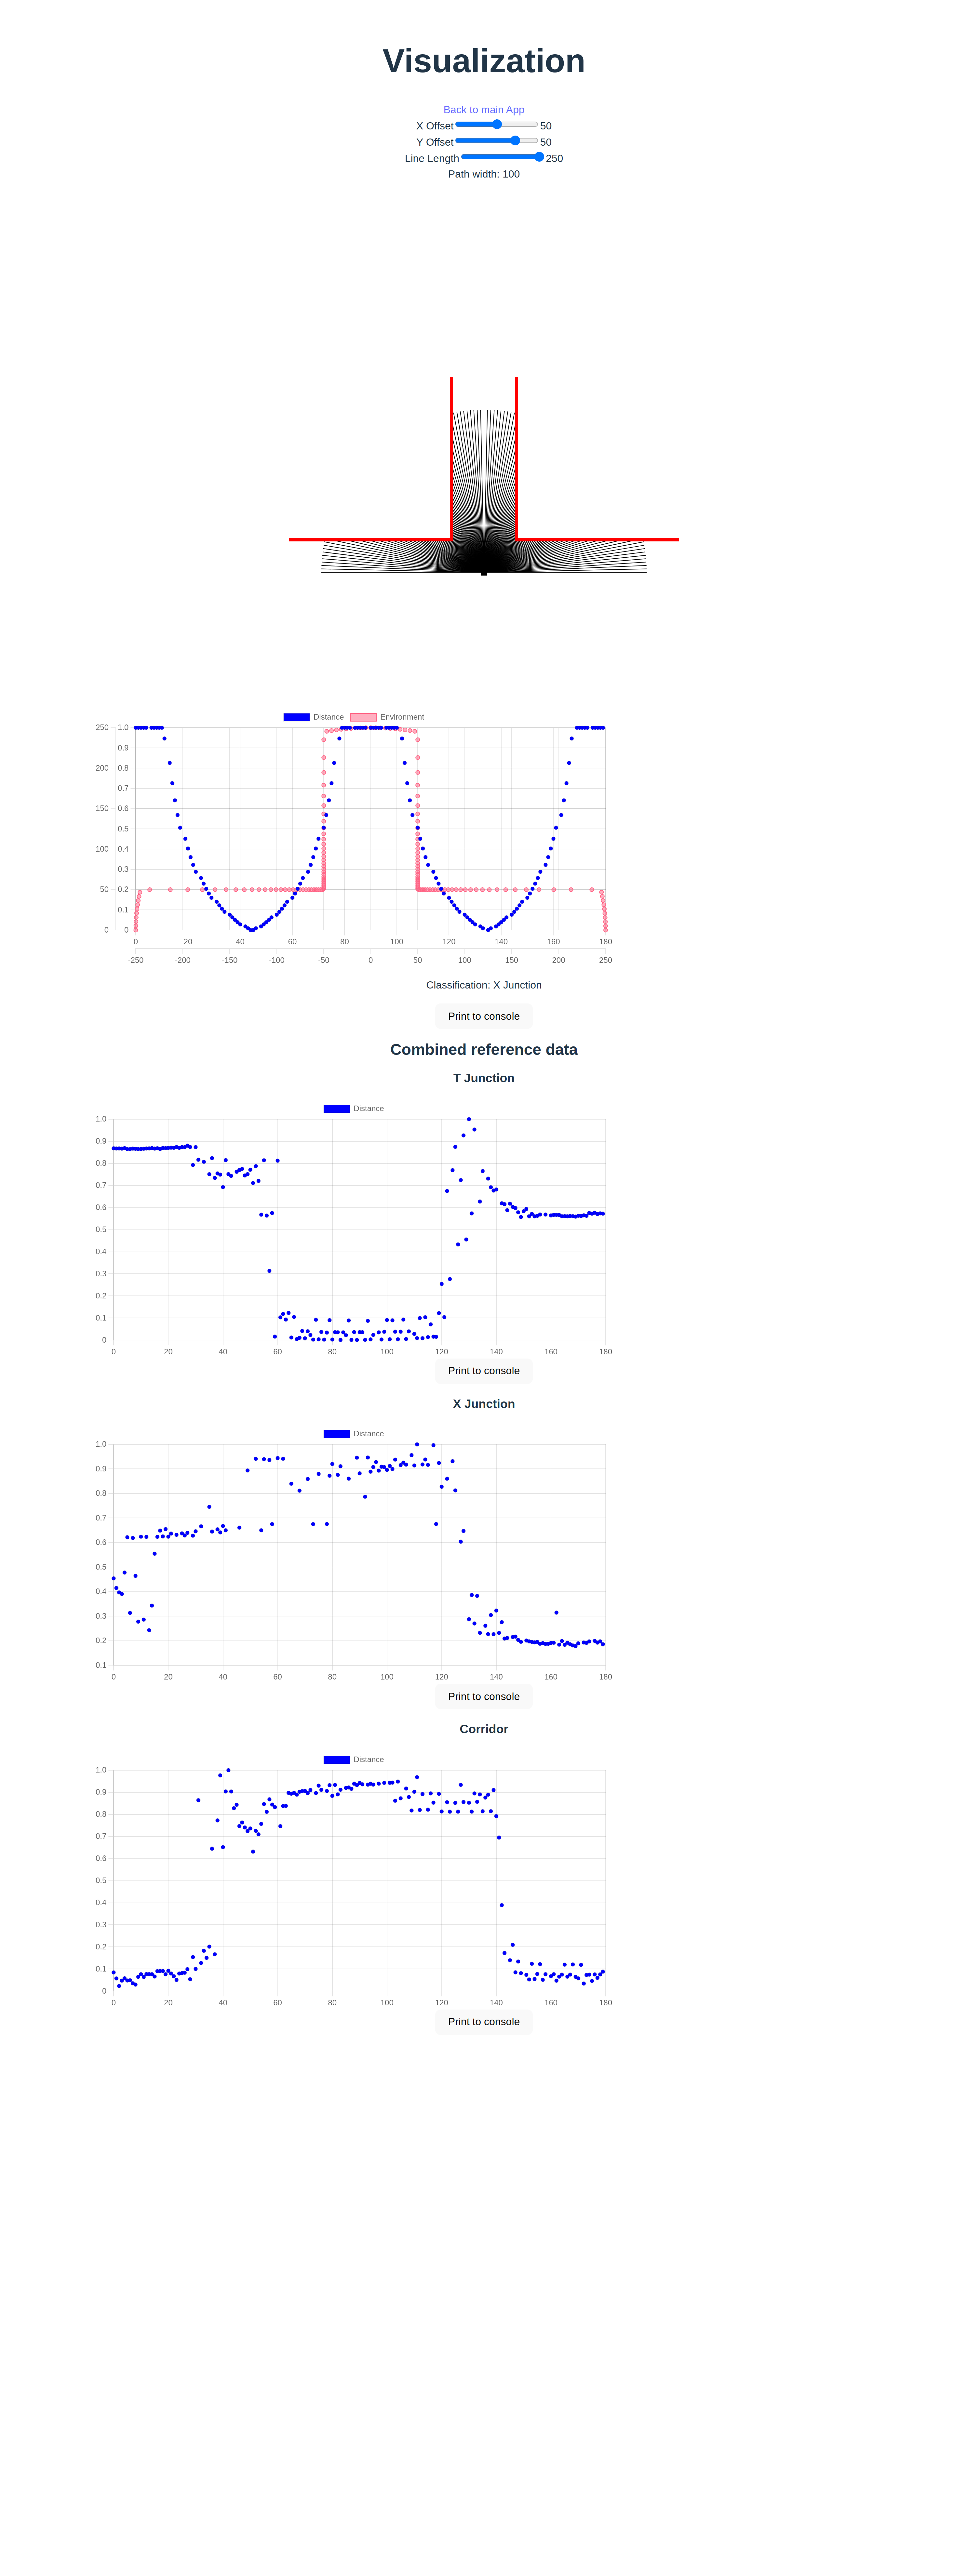 Visualization
Back to main App
X Offset 50
Y Offset 50
Line Length 250
Path width: 100
Distance Environment
250 1.0
0.9
200 0.8
0.7
150 0.6
0.5
100 0.4
0.3
50 0.2
0.1
0 0
0 20 40 60 80 100 120 140 160 180
-250 -200 -150 -100 -50 0 50 100 150 200 250
Classification: X Junction
Print to console
Combined reference data
T Junction
Distance
1.0
0.9
0.8
0.7
0.6
0.5
0.4
0.3
0.2
0.1
0
0 20 40 60 80 100 120 140 160 180
Print to console
X Junction
Distance
1.0
0.9
0.8
0.7
0.6
0.5
0.4
0.3
0.2
0.1
0 20 40 60 80 100 120 140 160 180
Print to console
Corridor
Distance
1.0
0.9
0.8
0.7
0.6
0.5
0.4
0.3
0.2
0.1
0
0 20 40 60 80 100 120 140 160 180
Print to console